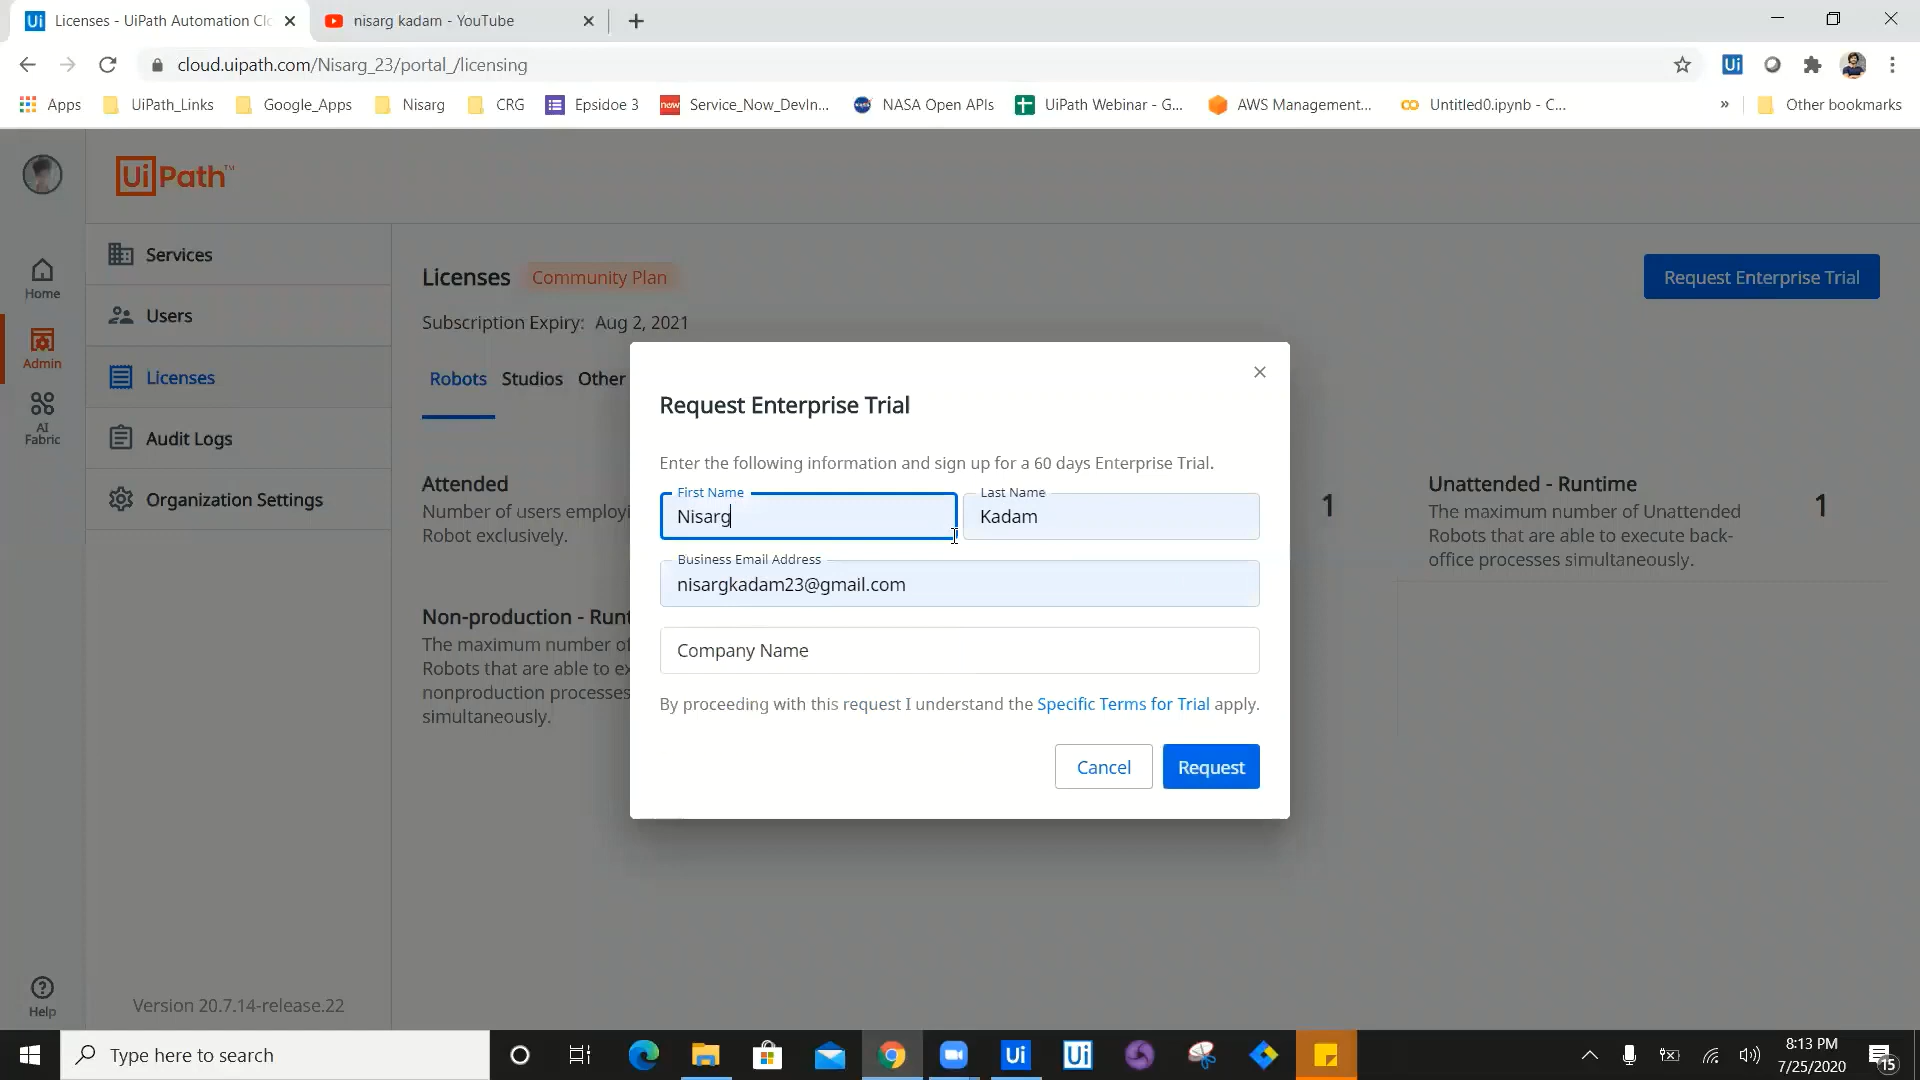 Licenses - UiPath Automation Clo
nisarg kadam - YouTube
cloud.uipath.com/Nisarg_23/portal_/licensing
Apps
UiPath_Links
Google_Apps
Nisarg
CRG
Epsidoe 3
Service_Now_DevIn...
NASA Open APIs
UiPath Webinar - G...
AWS Management...
Untitled0.ipynb - C...
»
Other bookmarks
UiPath™
Home
Admin
AI
Fabric
Help
Services
Users
Licenses
Audit Logs
Organization Settings
Version 20.7.14-release.22
Licenses Community Plan
Request Enterprise Trial
Subscription Expiry: Aug 2, 2021
Robots Studios Other
Attended
Number of users employi
Robot exclusively.
1
Unattended - Runtime
The maximum number of Unattended
Robots that are able to execute back-
office processes simultaneously.
1
Non-production - Runt
The maximum number of
Robots that are able to ex
nonproduction processes
simultaneously.
Request Enterprise Trial
Enter the following information and sign up for a 60 days Enterprise Trial.
First Name
Nisarg
Last Name
Kadam
Business Email Address
nisargkadam23@gmail.com
Company Name
By proceeding with this request I understand the Specific Terms for Trial apply.
Cancel
Request
Type here to search
8:13 PM
7/25/2020
15